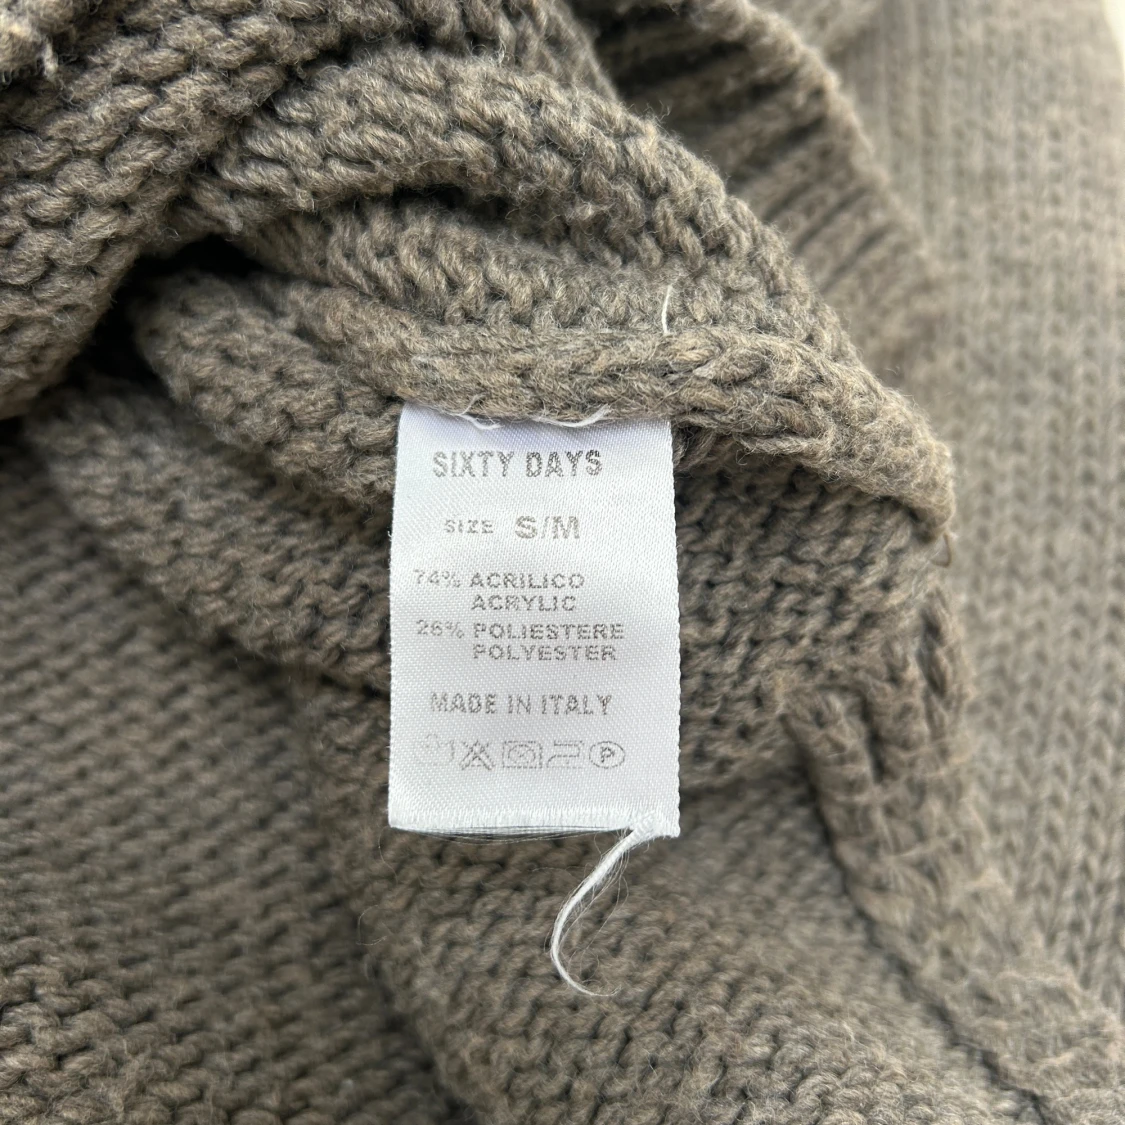 SIXTY DAYS
SIZE S/M
74% ACRILICO
ACRYLIC
26% POLIESTERE
POLYESTER
MADE IN ITALY
P